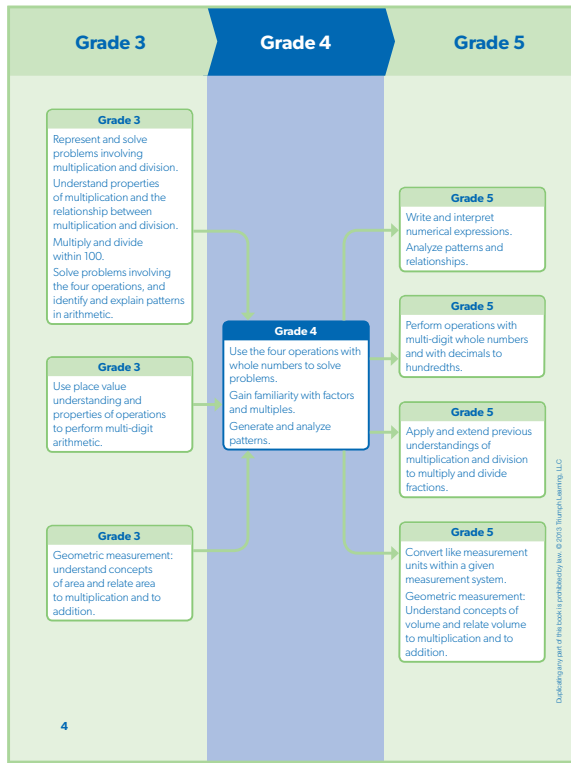 Grade 3
Grade 4
Grade 5
Grade 3
Represent and solve
problems involving
multiplication and division.
Understand properties
of multiplication and the
relationship between
multiplication and division.
Multiply and divide
within 100.
Solve problems involving
the four operations, and
identify and explain patterns
in arithmetic.
Grade 3
Use place value
understanding and
properties of operations
to perform multi-digit
arithmetic.
Grade 3
Geometric measurement:
understand concepts
of area and relate area
to multiplication and to
addition.
Grade 4
Use the four operations with
whole numbers to solve
problems.
Gain familiarity with factors
and multiples.
Generate and analyze
patterns.
Grade 5
Write and interpret
numerical expressions.
Analyze patterns and
relationships.
Grade 5
Perform operations with
multi-digit whole numbers
and with decimals to
hundredths.
Grade 5
Apply and extend previous
understandings of
multiplication and division
to multiply and divide
fractions.
Grade 5
Convert like measurement
units within a given
measurement system.
Geometric measurement:
Understand concepts of
volume and relate volume
to multiplication and to
addition.
Duplicating any part of this book is prohibited by law. © 2013 Triumph Learning, LLC
4